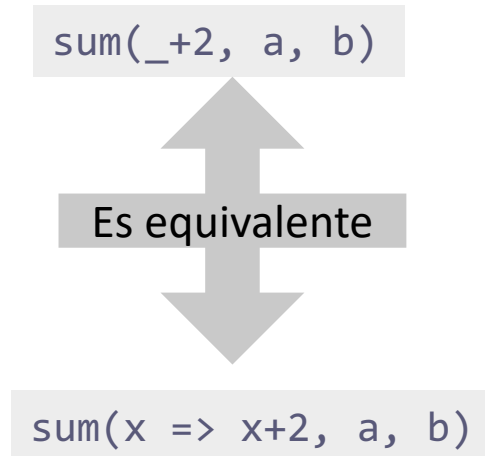 sum(_+2, a, b)
Es equivalente
sum(x => x+2, a, b)